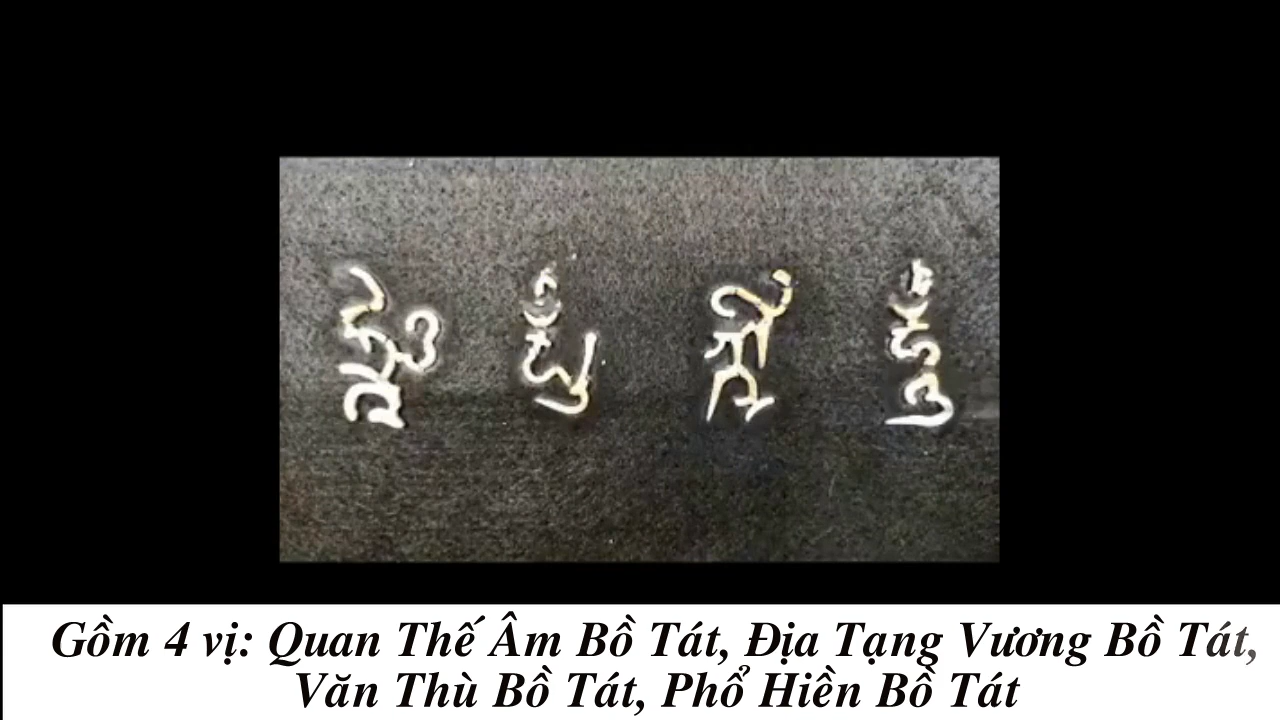 Gồm 4 vị: Quan Thế Âm Bồ Tát, Địa Tạng Vương Bồ Tát,
Văn Thù Bồ Tát, Phổ Hiền Bồ Tát